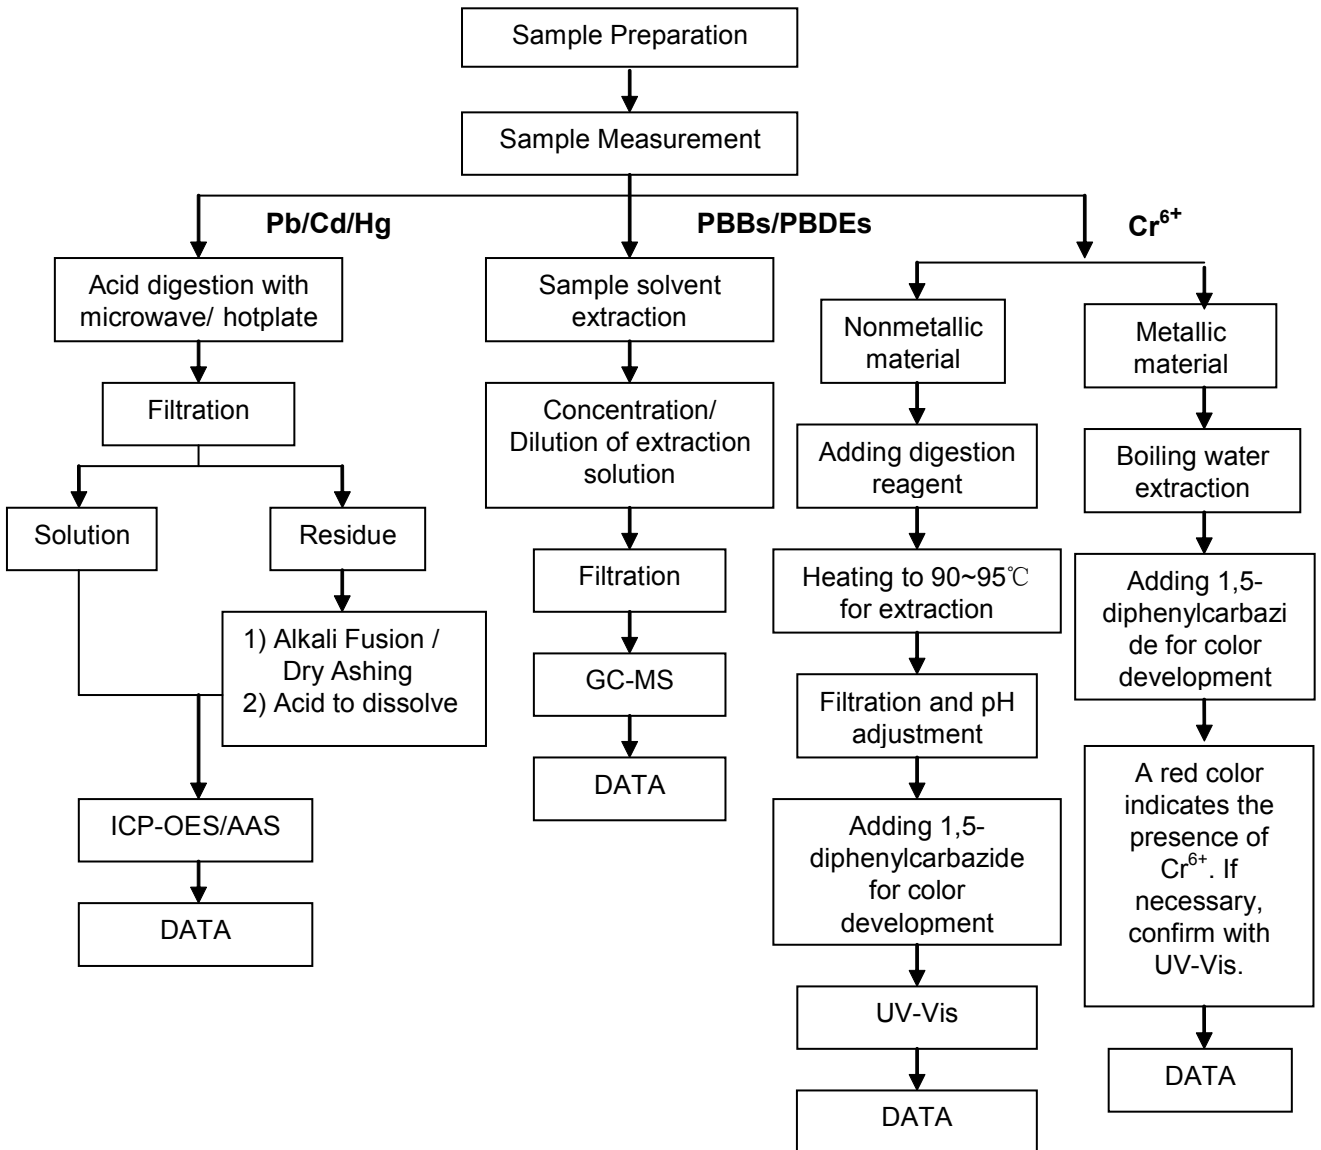 Sample Preparation
Sample Measurement
Pb/Cd/Hg
Acid digestion with
microwave/ hotplate
Filtration
Solution
Residue
1) Alkali Fusion /
Dry Ashing
2) Acid to dissolve
ICP-OES/AAS
DATA
PBBs/PBDEs
Sample solvent
extraction
Concentration/
Dilution of extraction
solution
Filtration
GC-MS
DATA
Cr⁶⁺
Nonmetallic
material
Adding digestion
reagent
Heating to 90~95℃
for extraction
Filtration and pH
adjustment
Adding 1,5-
diphenylcarbazide
for color
development
UV-Vis
DATA
Metallic
material
Boiling water
extraction
Adding 1,5-
diphenylcarbazi
de for color
development
A red color
indicates the
presence of
Cr⁶⁺. If
necessary,
confirm with
UV-Vis.
DATA